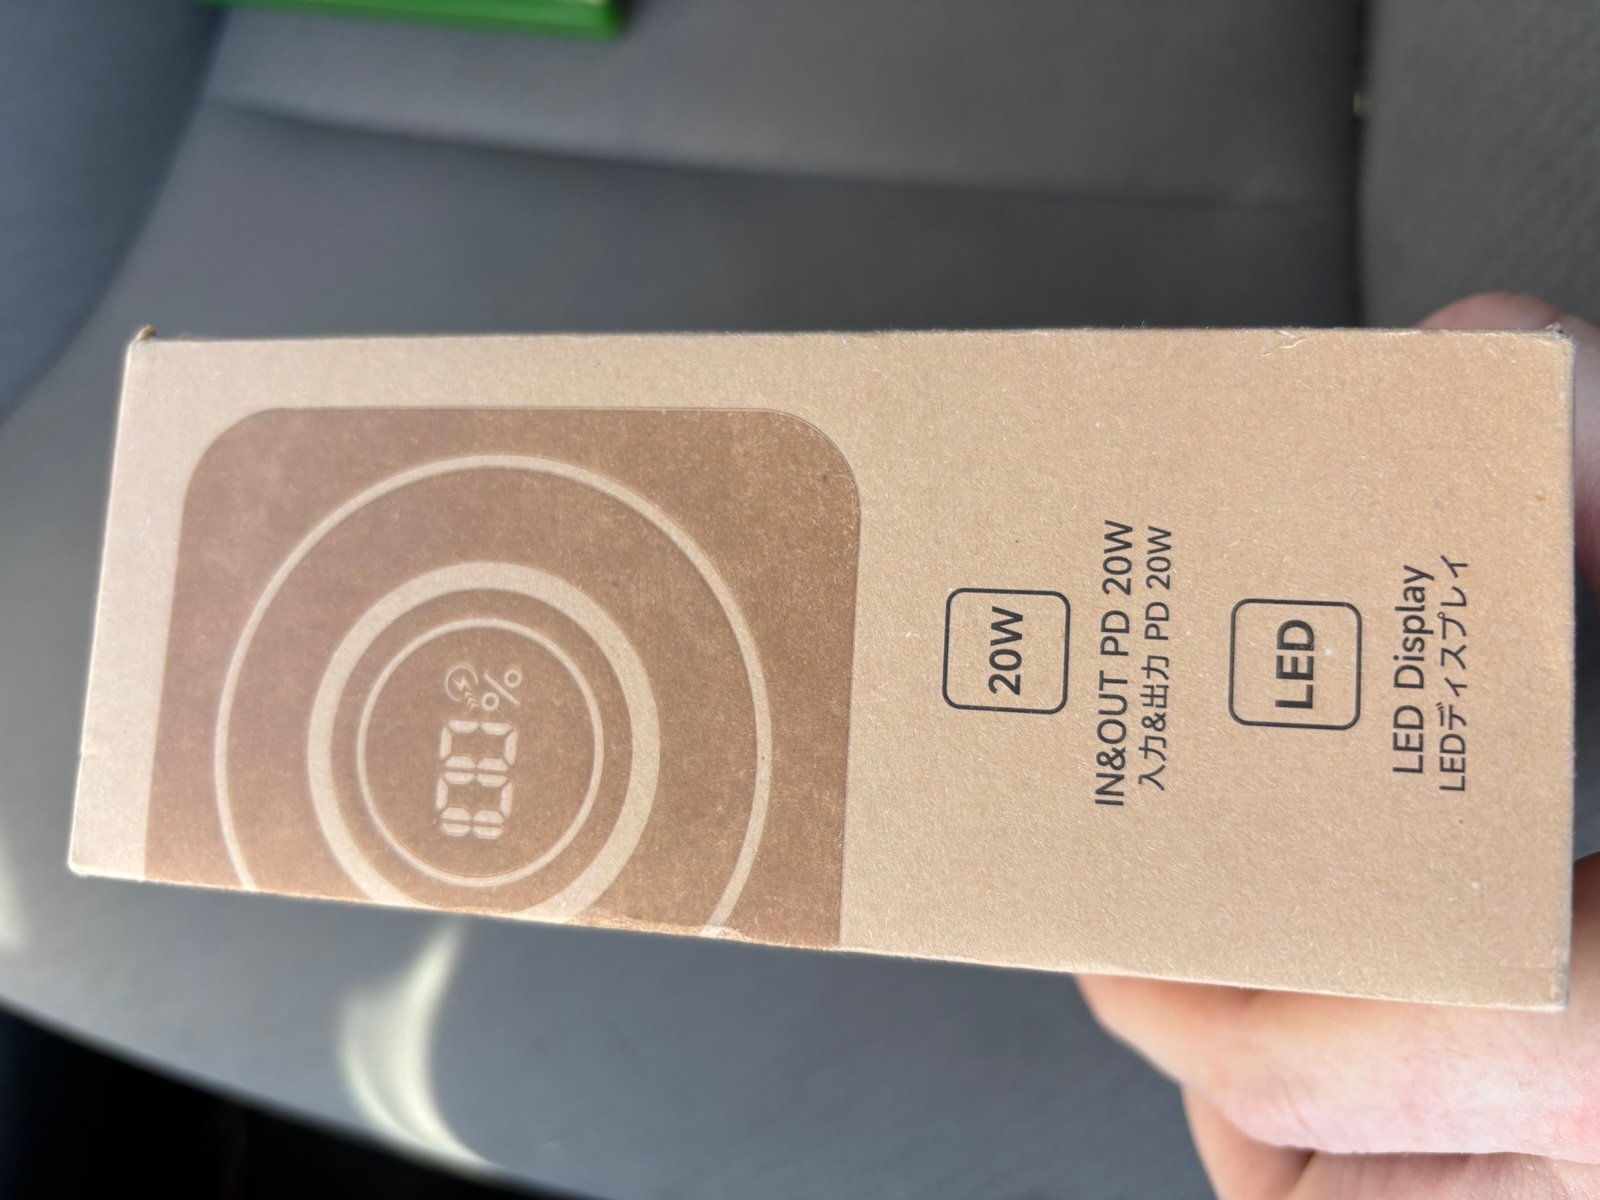 %
20W
IN&OUT PD 20W
入力&出力 PD 20W
LED
LED Display
LEDディスプレイ